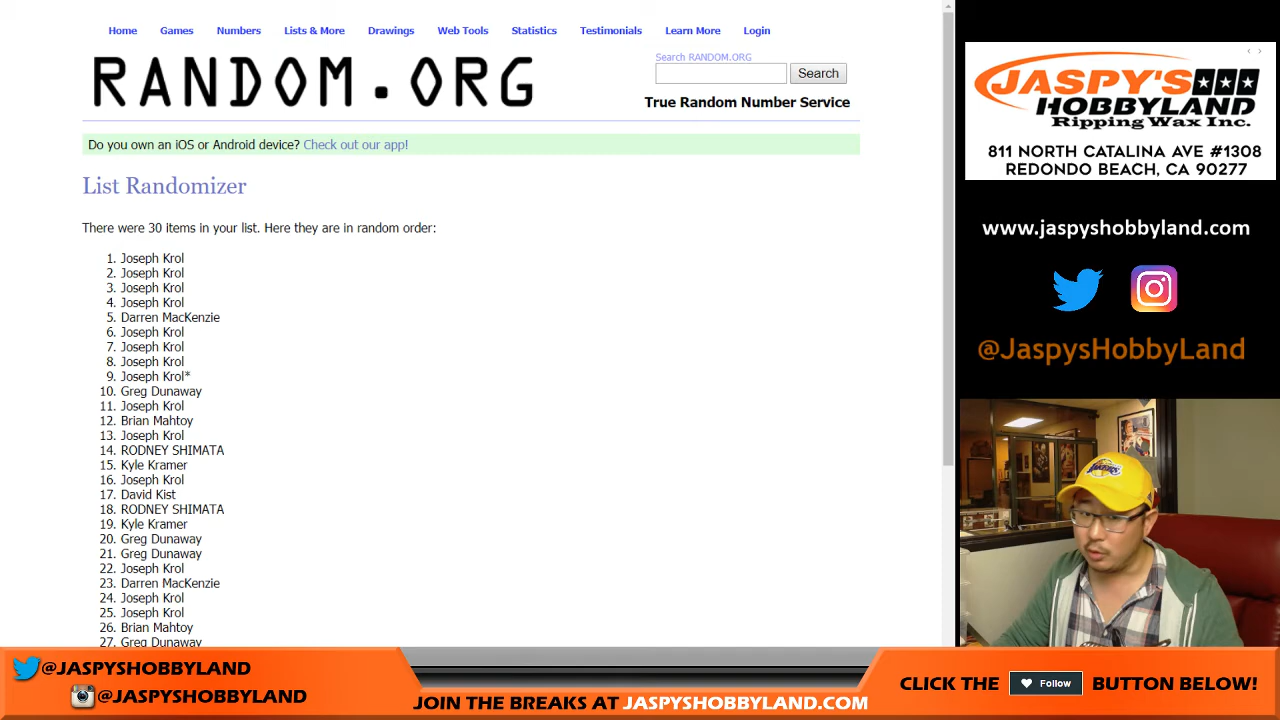 Home Games Numbers Lists & More Drawings Web Tools Statistics Testimonials Learn More Login
RANDOM.ORG
Search RANDOM.ORG
Search
True Random Number Service
Do you own an iOS or Android device? Check out our app!
List Randomizer
There were 30 items in your list. Here they are in random order:
1. Joseph Krol
2. Joseph Krol
3. Joseph Krol
4. Joseph Krol
5. Darren MacKenzie
6. Joseph Krol
7. Joseph Krol
8. Joseph Krol
9. Joseph Krol*
10. Greg Dunaway
11. Joseph Krol
12. Brian Mahtoy
13. Joseph Krol
14. RODNEY SHIMATA
15. Kyle Kramer
16. Joseph Krol
17. David Kist
18. RODNEY SHIMATA
19. Kyle Kramer
20. Greg Dunaway
21. Greg Dunaway
22. Joseph Krol
23. Darren MacKenzie
24. Joseph Krol
25. Joseph Krol
26. Brian Mahtoy
27. Greg Dunaway
JASPY'S
HOBBYLAND
Ripping Wax Inc.
811 NORTH CATALINA AVE #1308
REDONDO BEACH, CA 90277
www.jaspyshobbyland.com
@JaspysHobbyLand
@JASPYSHOBBYLAND
@JASPYSHOBBYLAND
JOIN THE BREAKS AT JASPYSHOBBYLAND.COM
CLICK THE Follow BUTTON BELOW!